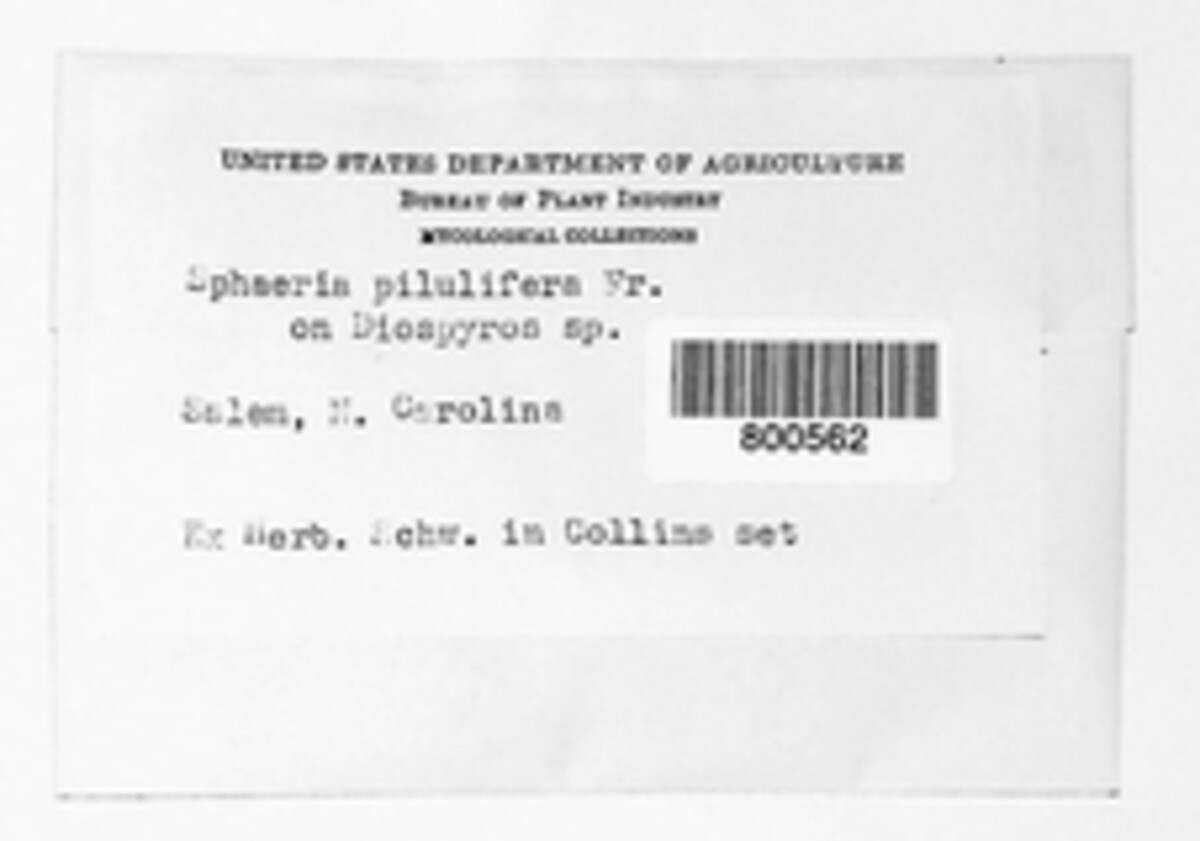 UNITED STATES DEPARTMENT OF AGRICULTURE
BUREAU OF PLANT INDUSTRY
MYCOLOGICAL COLLECTIONS
Sphaeria pilulifera Fr.
on Diospyros sp.
Salem, N. Carolina
800562
Ex Herb. Schw. in Collins set